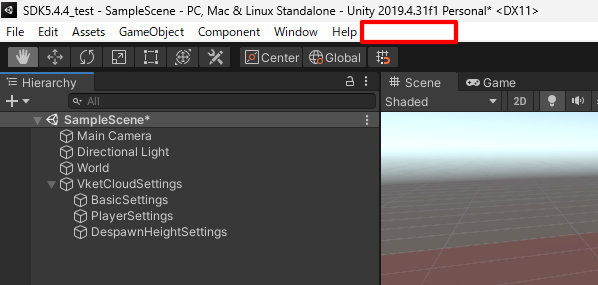 SDK5.4.4_test - SampleScene - PC, Mac & Linux Standalone - Unity 2019.4.31f1 Personal* <DX11>
File Edit Assets GameObject Component Window Help
Center Global
Hierarchy
All
SampleScene*
Main Camera
Directional Light
World
VketCloudSettings
BasicSettings
PlayerSettings
DespawnHeightSettings
Scene Game
Shaded 2D